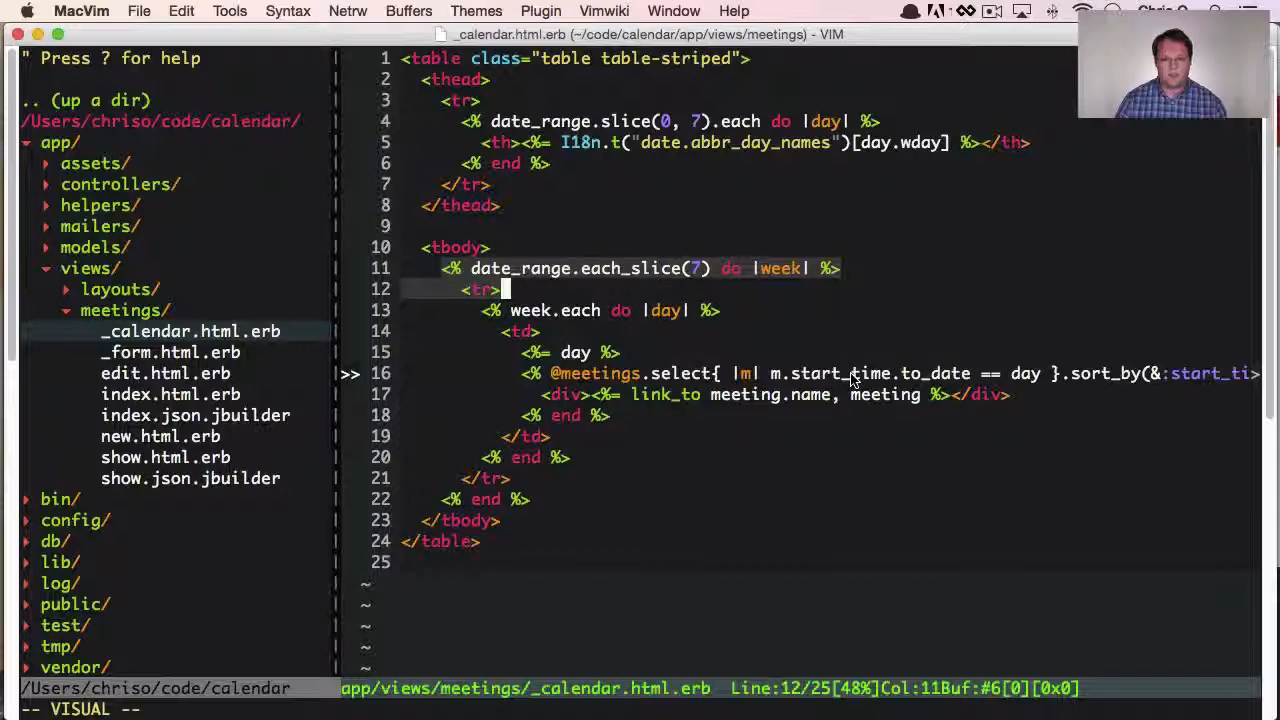 MacVim File Edit Tools Syntax Netrw Buffers Themes Plugin Vimwiki Window Help
_calendar.html.erb (~/code/calendar/app/views/meetings) - VIM
" Press ? for help
.. (up a dir)
/Users/chriso/code/calendar/
app/
assets/
controllers/
helpers/
mailers/
models/
views/
layouts/
meetings/
_calendar.html.erb
_form.html.erb
edit.html.erb
index.html.erb
index.json.jbuilder
new.html.erb
show.html.erb
show.json.jbuilder
bin/
config/
db/
lib/
log/
public/
test/
tmp/
vendor/
/Users/chriso/code/calendar
1 <table class="table table-striped">
2 <thead>
3 <tr>
4 <% date_range.slice(0, 7).each do |day| %>
5 <th><%= I18n.t("date.abbr_day_names")[day.wday] %></th>
6 <% end %>
7 </tr>
8 </thead>
9
10 <tbody>
11 <% date_range.each_slice(7) do |week| %>
12 <tr>
13 <% week.each do |day| %>
14 <td>
15 <%= day %>
>> 16 <% @meetings.select{ |m| m.start_time.to_date == day }.sort_by(&:start_ti>
17 <div><%= link_to meeting.name, meeting %></div>
18 <% end %>
19 </td>
20 <% end %>
21 </tr>
22 <% end %>
23 </tbody>
24 </table>
25
~
~
~
~
~
app/views/meetings/_calendar.html.erb Line:12/25[48%]Col:11Buf:#6[0][0x0]
-- VISUAL --